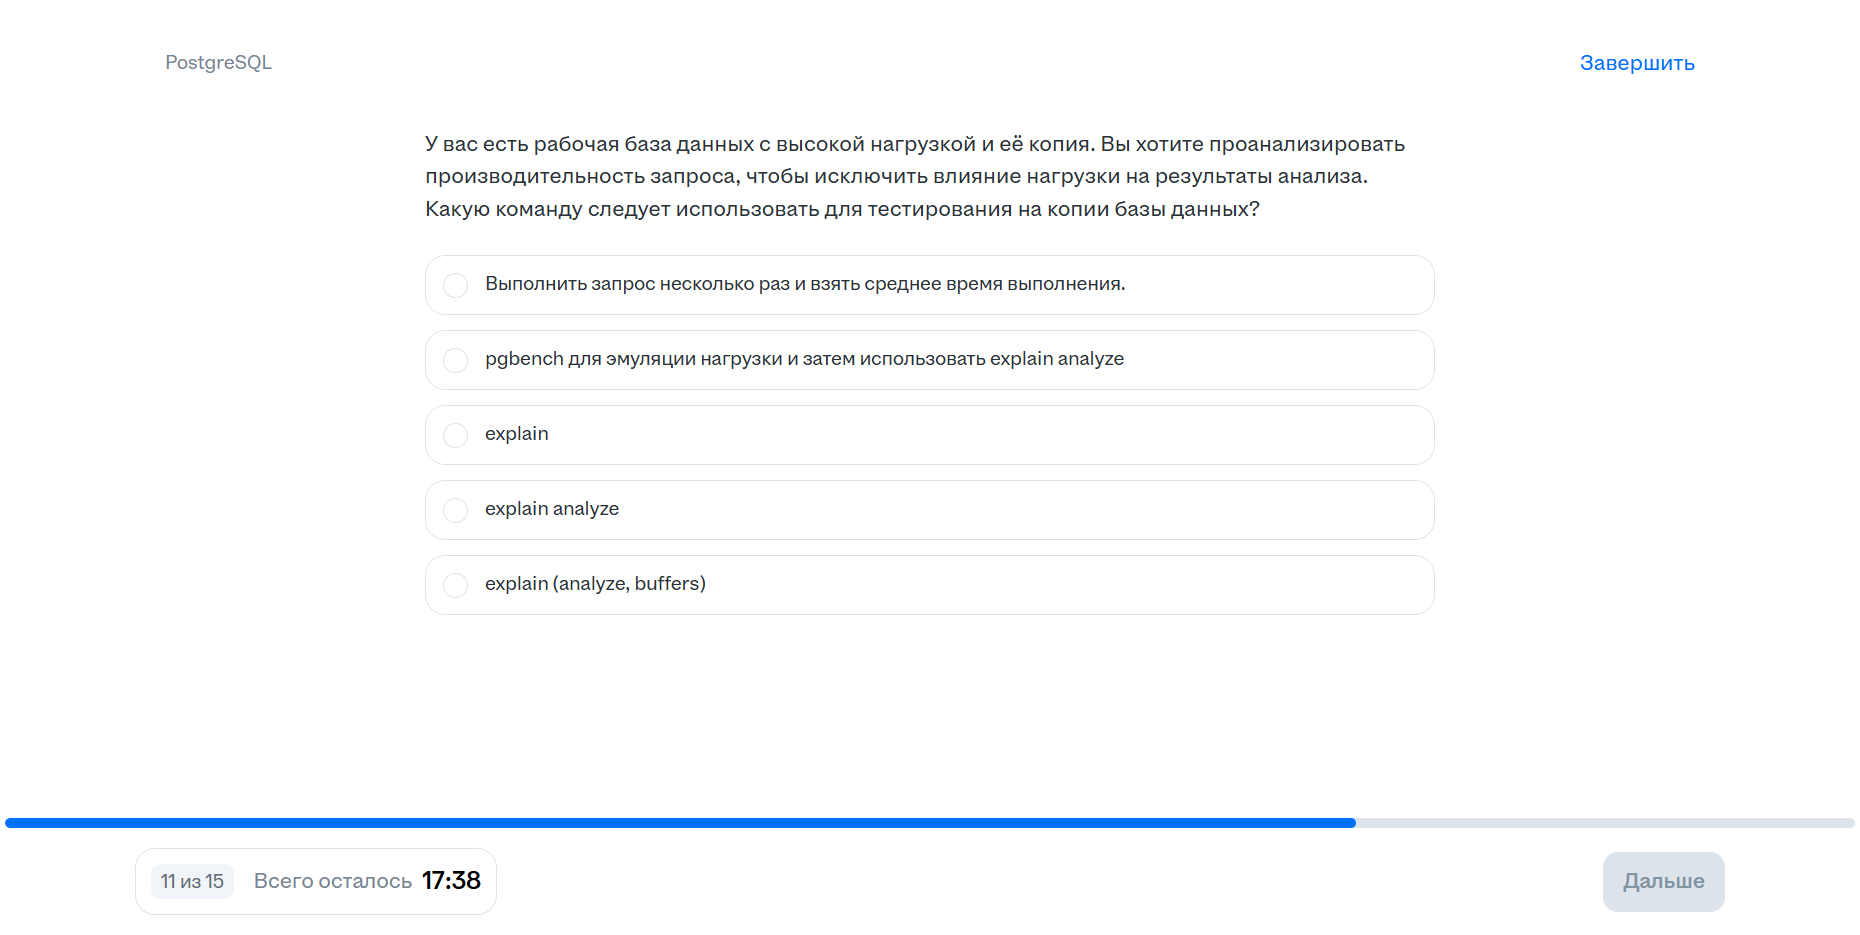 PostgreSQL
Завершить
У вас есть рабочая база данных с высокой нагрузкой и её копия. Вы хотите проанализировать
производительность запроса, чтобы исключить влияние нагрузки на результаты анализа.
Какую команду следует использовать для тестирования на копии базы данных?
Выполнить запрос несколько раз и взять среднее время выполнения.
pgbench для эмуляции нагрузки и затем использовать explain analyze
explain
explain analyze
explain (analyze, buffers)
11 из 15 Всего осталось 17:38
Дальше